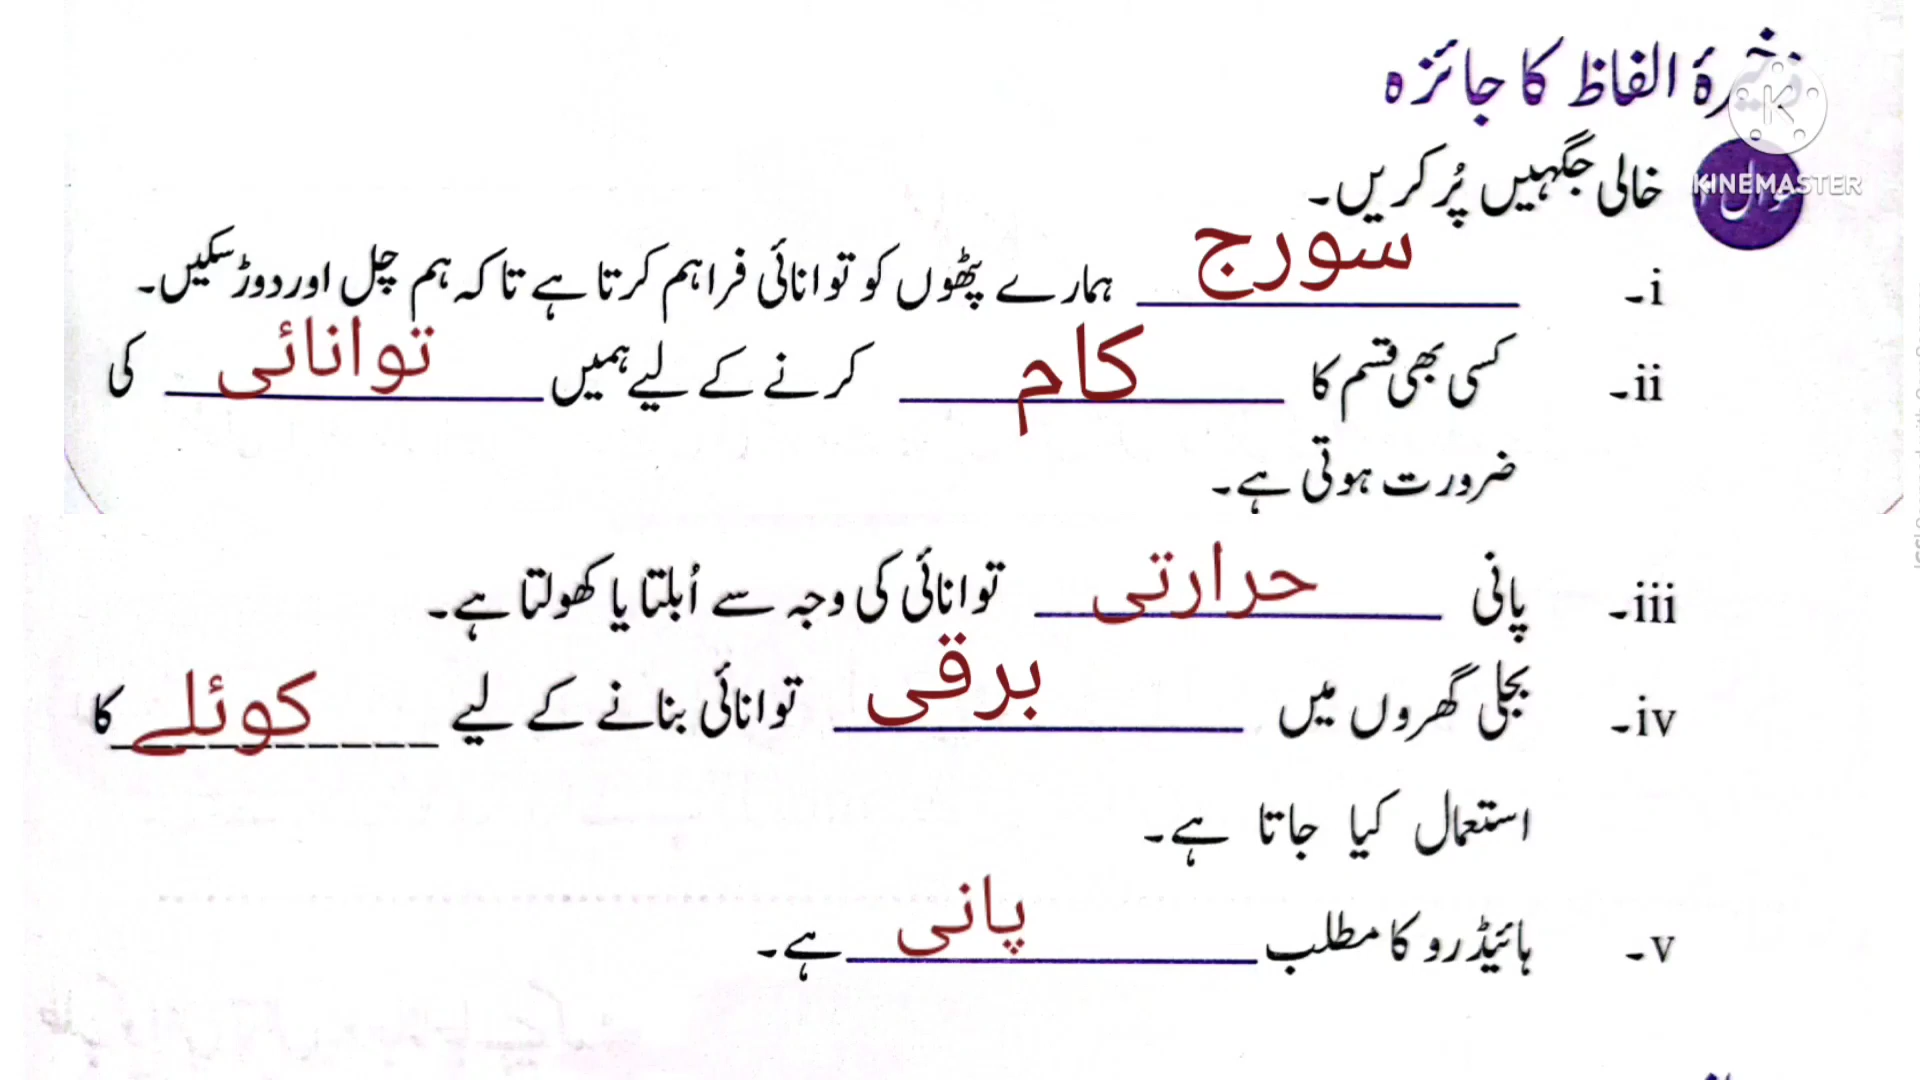 ذخیرۂ الفاظ کا جائزہ
خالی جگہیں پُر کریں۔
KINEMASTER
i۔ سورج ہمارے پٹھوں کو توانائی فراہم کرتا ہے تاکہ ہم چل اور دوڑ سکیں۔
ii۔ کسی بھی قسم کا کام کرنے کے لیے ہمیں توانائی کی
ضرورت ہوتی ہے۔
iii۔ پانی حرارتی توانائی کی وجہ سے اُبلتا یا کھولتا ہے۔
iv۔ بجلی گھروں میں برقی توانائی بنانے کے لیے کوئلے کا
استعمال کیا جاتا ہے۔
v۔ ہائیڈرو کا مطلب پانی ہے۔